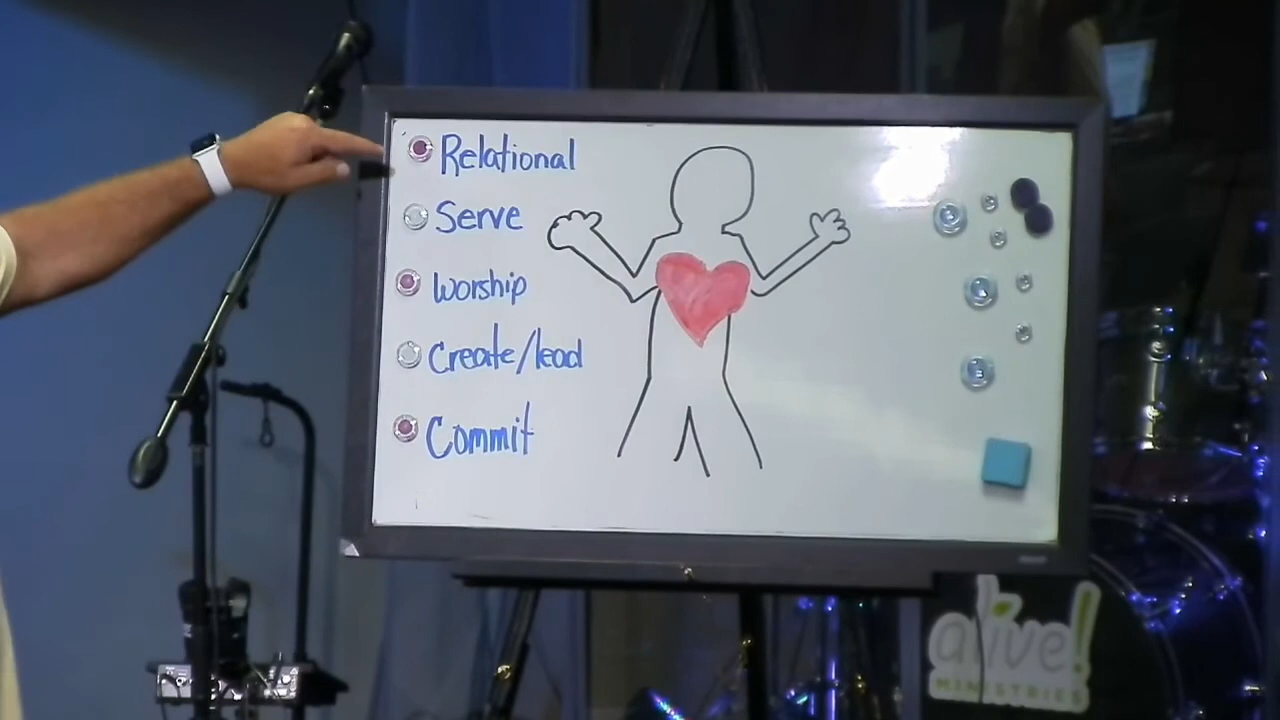 Relational
Serve
Worship
Create/lead
Commit
alive!
MINISTRIES